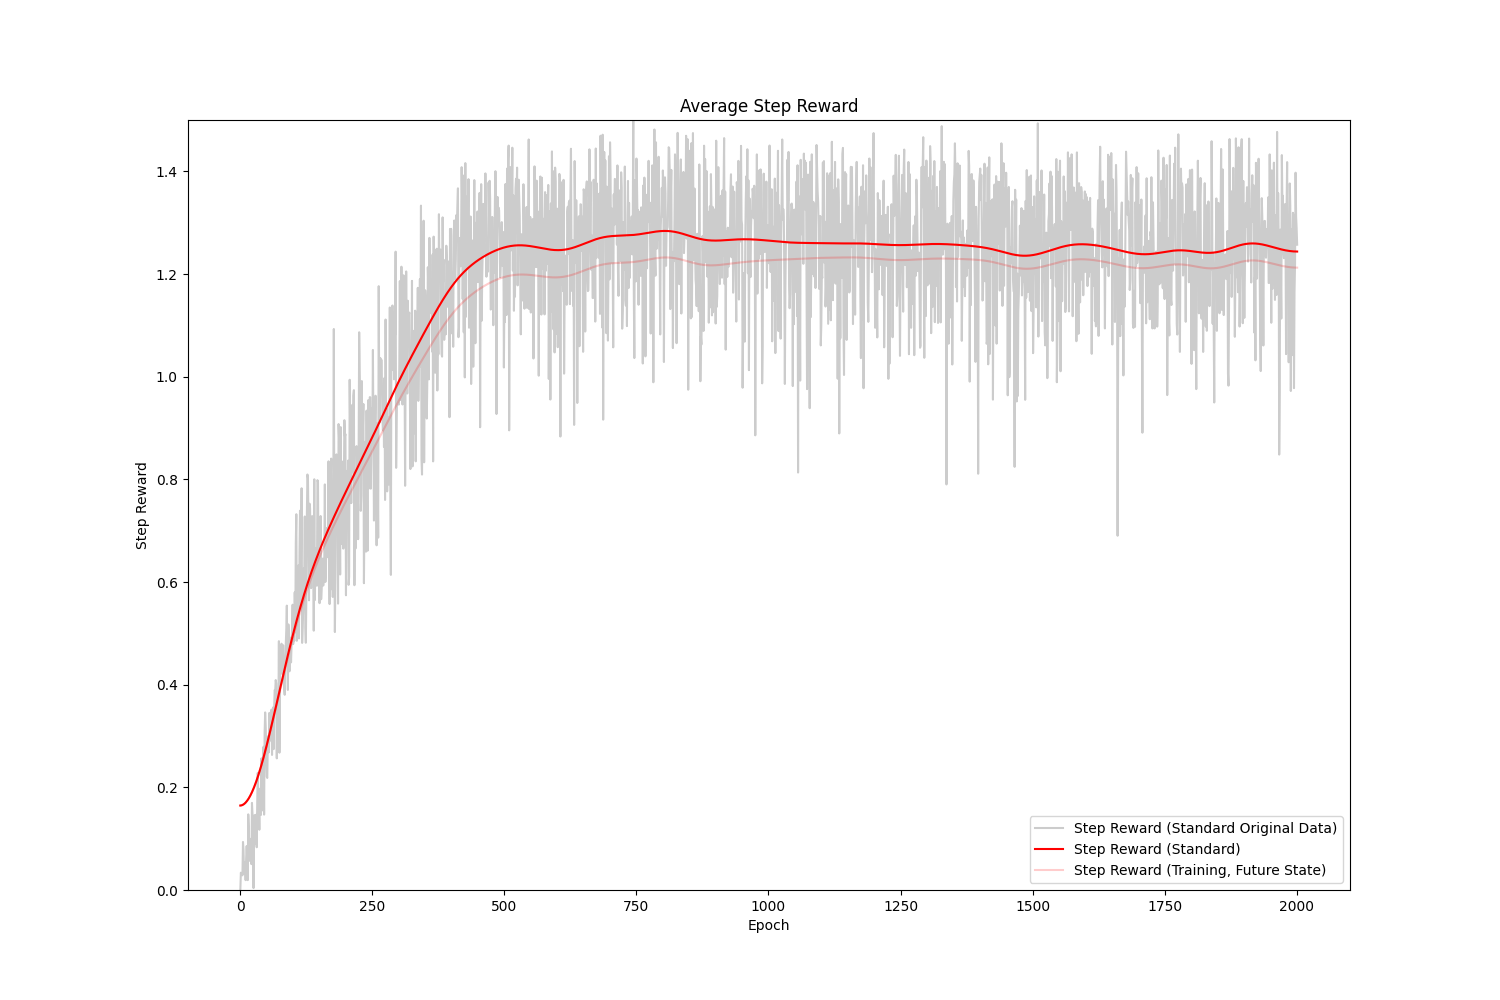 Average Step Reward
Step Reward
1.4
1.2
1.0
0.8
0.6
0.4
0.2
0.0
Step Reward (Standard Original Data)
Step Reward (Standard)
Step Reward (Training, Future State)
0 250 500 750 1000 1250 1500 1750 2000
Epoch